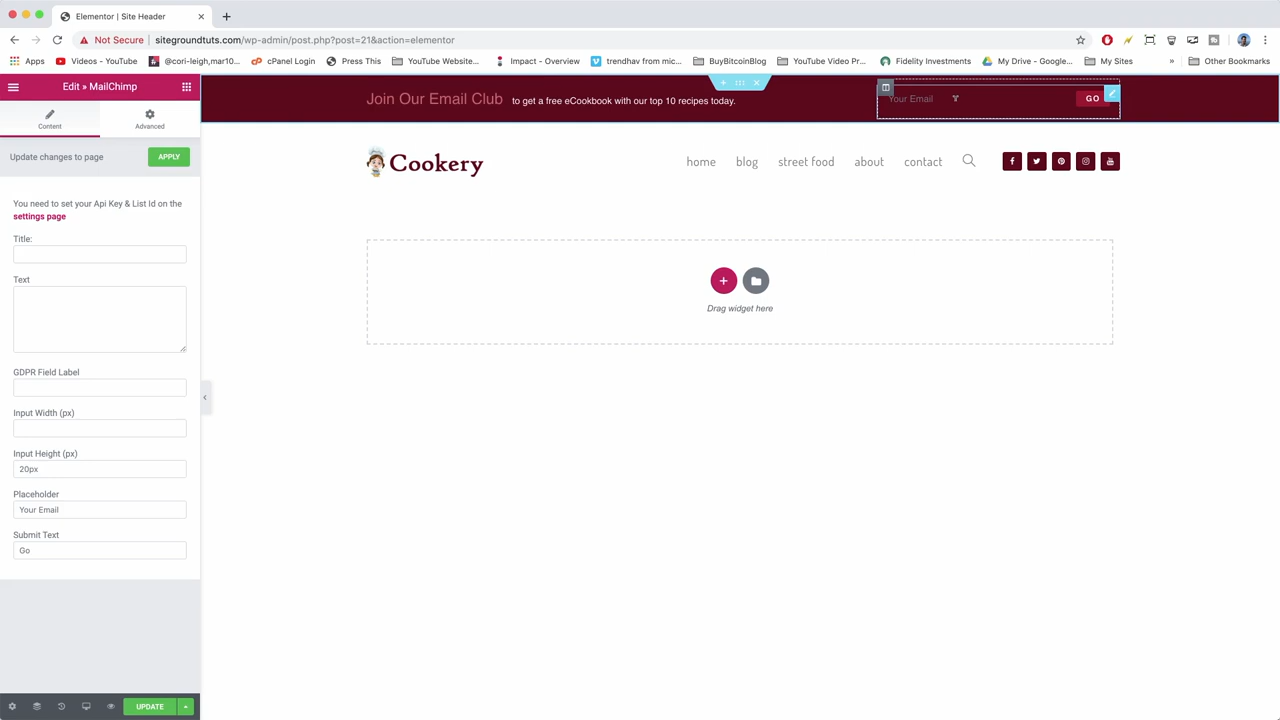 Elementor | Site Header
Not Secure | sitegroundtuts.com/wp-admin/post.php?post=21&action=elementor
Apps Videos - YouTube @cori-leigh,mar10... cPanel Login Press This YouTube Website... Impact - Overview trendhav from mic... BuyBitcoinBlog YouTube Video Pr... Fidelity Investments My Drive - Google... My Sites » Other Bookmarks
Edit » MailChimp
Content Advanced
Update changes to page APPLY
You need to set your Api Key & List Id on the
settings page
Title:
Text
GDPR Field Label
Input Width (px)
Input Height (px)
20px
Placeholder
Your Email
Submit Text
Go
UPDATE
Join Our Email Club to get a free eCookbook with our top 10 recipes today. Your Email GO
Cookery home blog street food about contact
Drag widget here